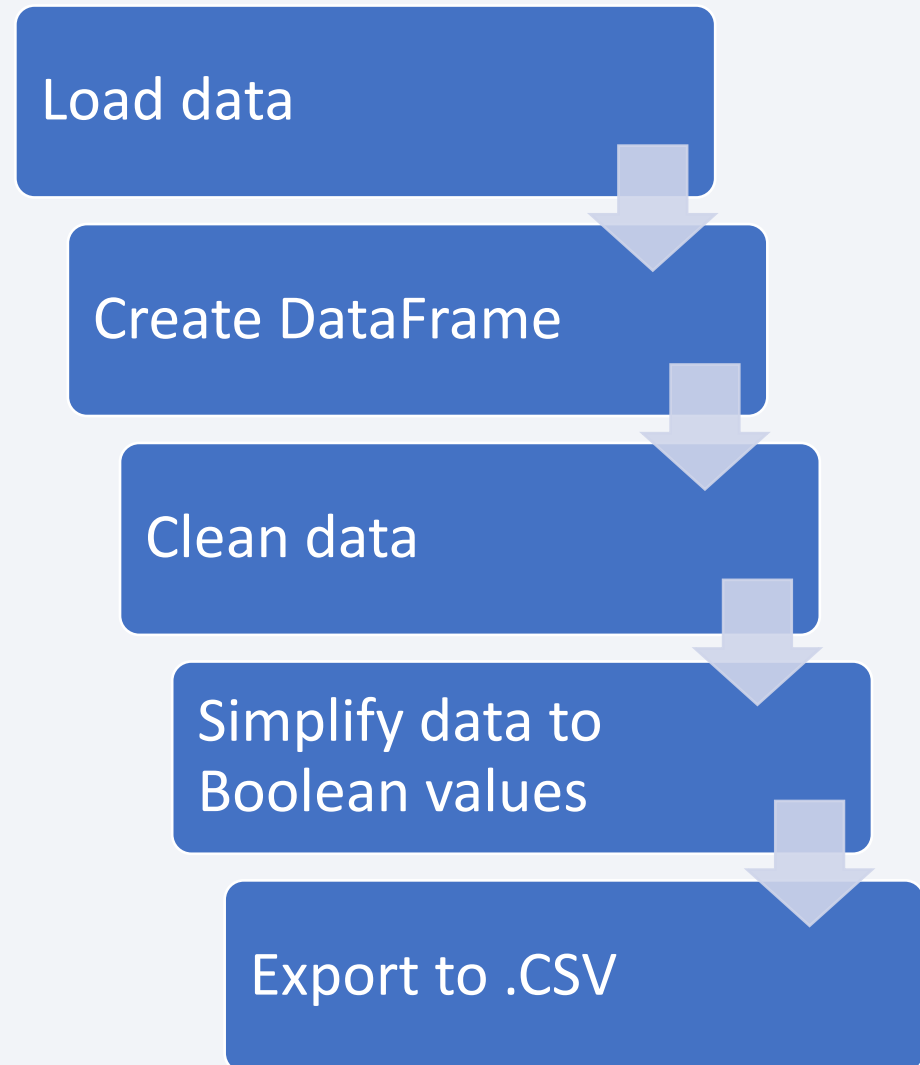 Load data
Create DataFrame
Clean data
Simplify data to
Boolean values
Export to .CSV